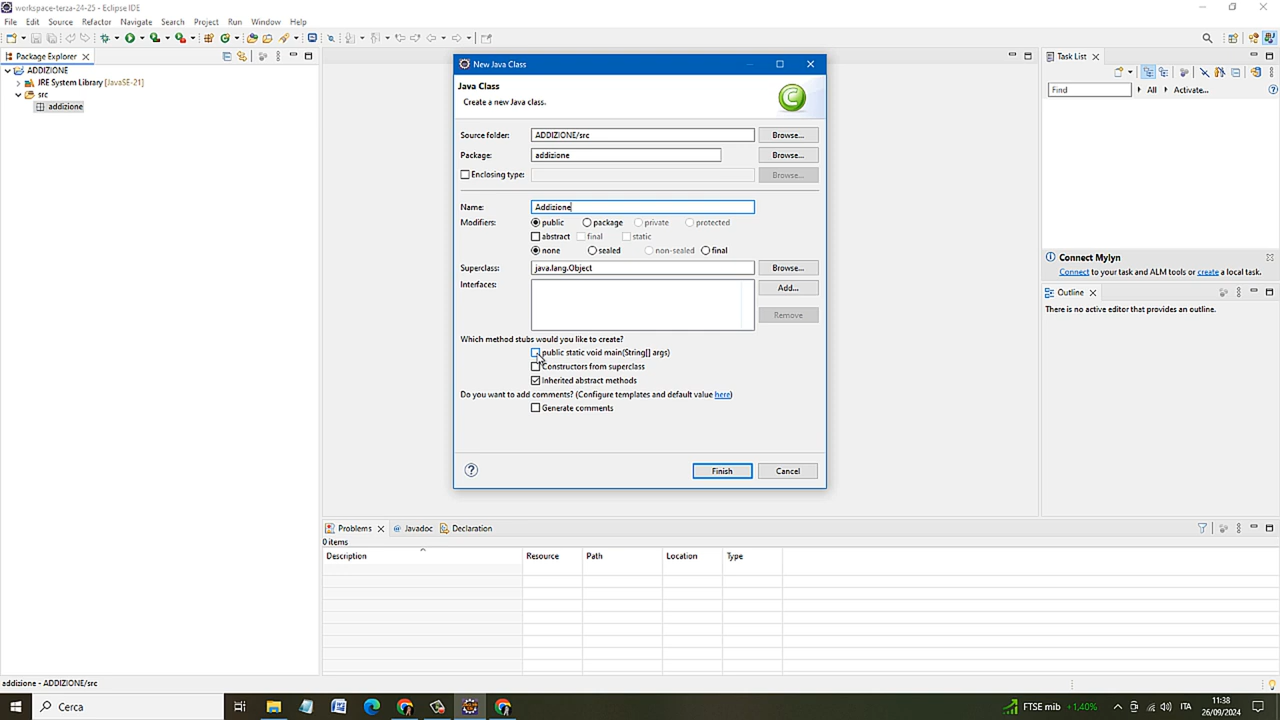 workspace-terza-24-25 - Eclipse IDE
File Edit Source Refactor Navigate Search Project Run Window Help
Package Explorer
ADDIZIONE
JRE System Library [JavaSE-21]
src
addizione
New Java Class
Java Class
Create a new Java class.
Source folder: ADDIZIONE/src Browse...
Package: addizione Browse...
Enclosing type: Browse...
Name: Addizione
Modifiers: public package private protected
abstract final static
none sealed non-sealed final
Superclass: java.lang.Object Browse...
Interfaces: Add...
Remove
Which method stubs would you like to create?
public static void main(String[] args)
Constructors from superclass
Inherited abstract methods
Do you want to add comments? (Configure templates and default value here)
Generate comments
Finish Cancel
Task List
Find All Activate...
Connect Mylyn
Connect to your task and ALM tools or create a local task.
Outline
There is no active editor that provides an outline.
Problems Javadoc Declaration
0 items
Description Resource Path Location Type
addizione - ADDIZIONE/src
Cerca
FTSE mib +1,40% ITA 11:38
26/09/2024